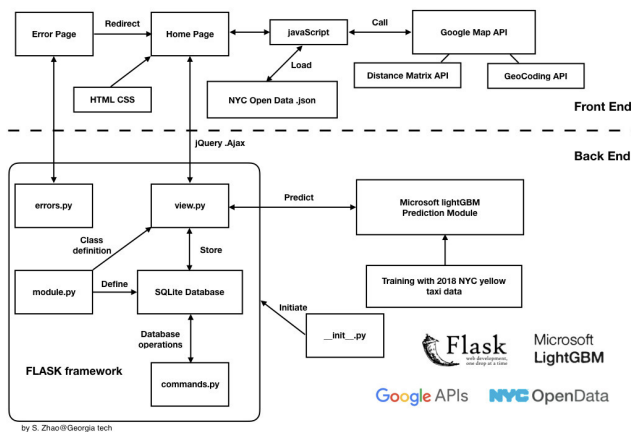 Error Page
Redirect
Home Page
javaScript
Call
Google Map API
Load
Distance Matrix API
GeoCoding API
HTML CSS
NYC Open Data .json
Front End
jQuery .Ajax
Back End
errors.py
view.py
Predict
Microsoft lightGBM
Prediction Module
Class
definition
Store
module.py
Define
SQLite Database
Training with 2018 NYC yellow
taxi data
Initiate
__init__.py
Database
operations
FLASK framework
commands.py
Flask
web development,
one drop at a time
Microsoft
LightGBM
Google APIs
NYC OpenData
by S. Zhao@Georgia tech